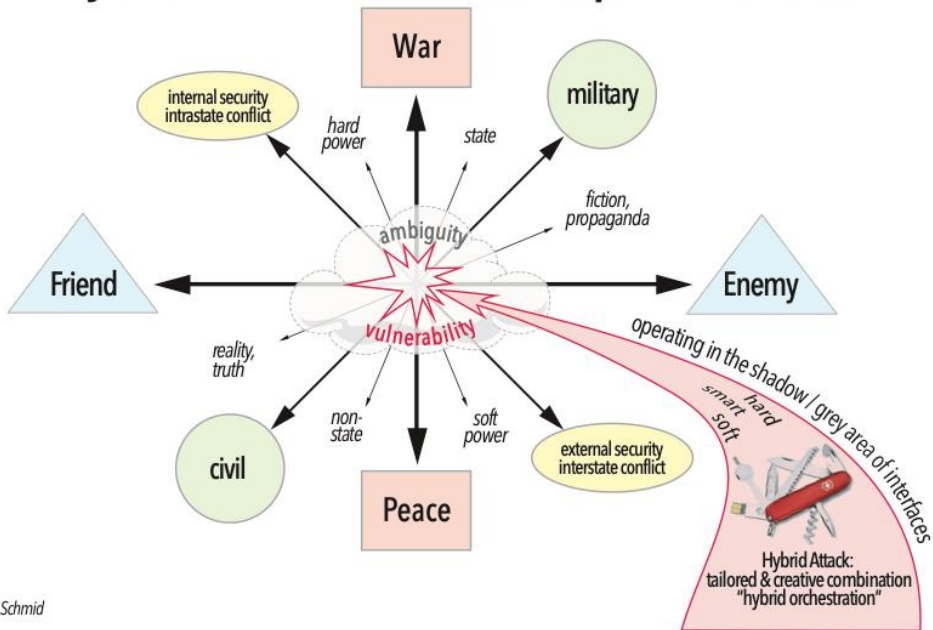 War
military
internal security
intrastate conflict
hard
power
state
fiction,
propaganda
ambiguity
Friend
Enemy
vulnerability
operating in the shadow / grey area of interfaces
reality,
truth
hard
smart
soft
non-
state
soft
power
civil
external security
interstate conflict
Peace
Hybrid Attack:
tailored & creative combination
"hybrid orchestration"
Schmid